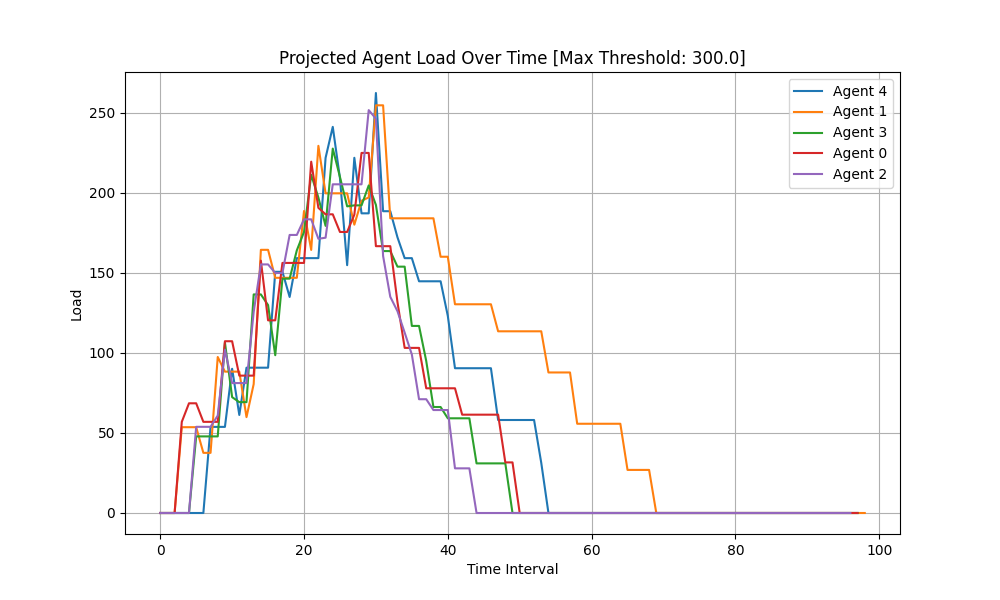 Projected Agent Load Over Time [Max Threshold: 300.0]
Load
250
200
150
100
50
0
0 20 40 60 80 100
Time Interval
Agent 4
Agent 1
Agent 3
Agent 0
Agent 2